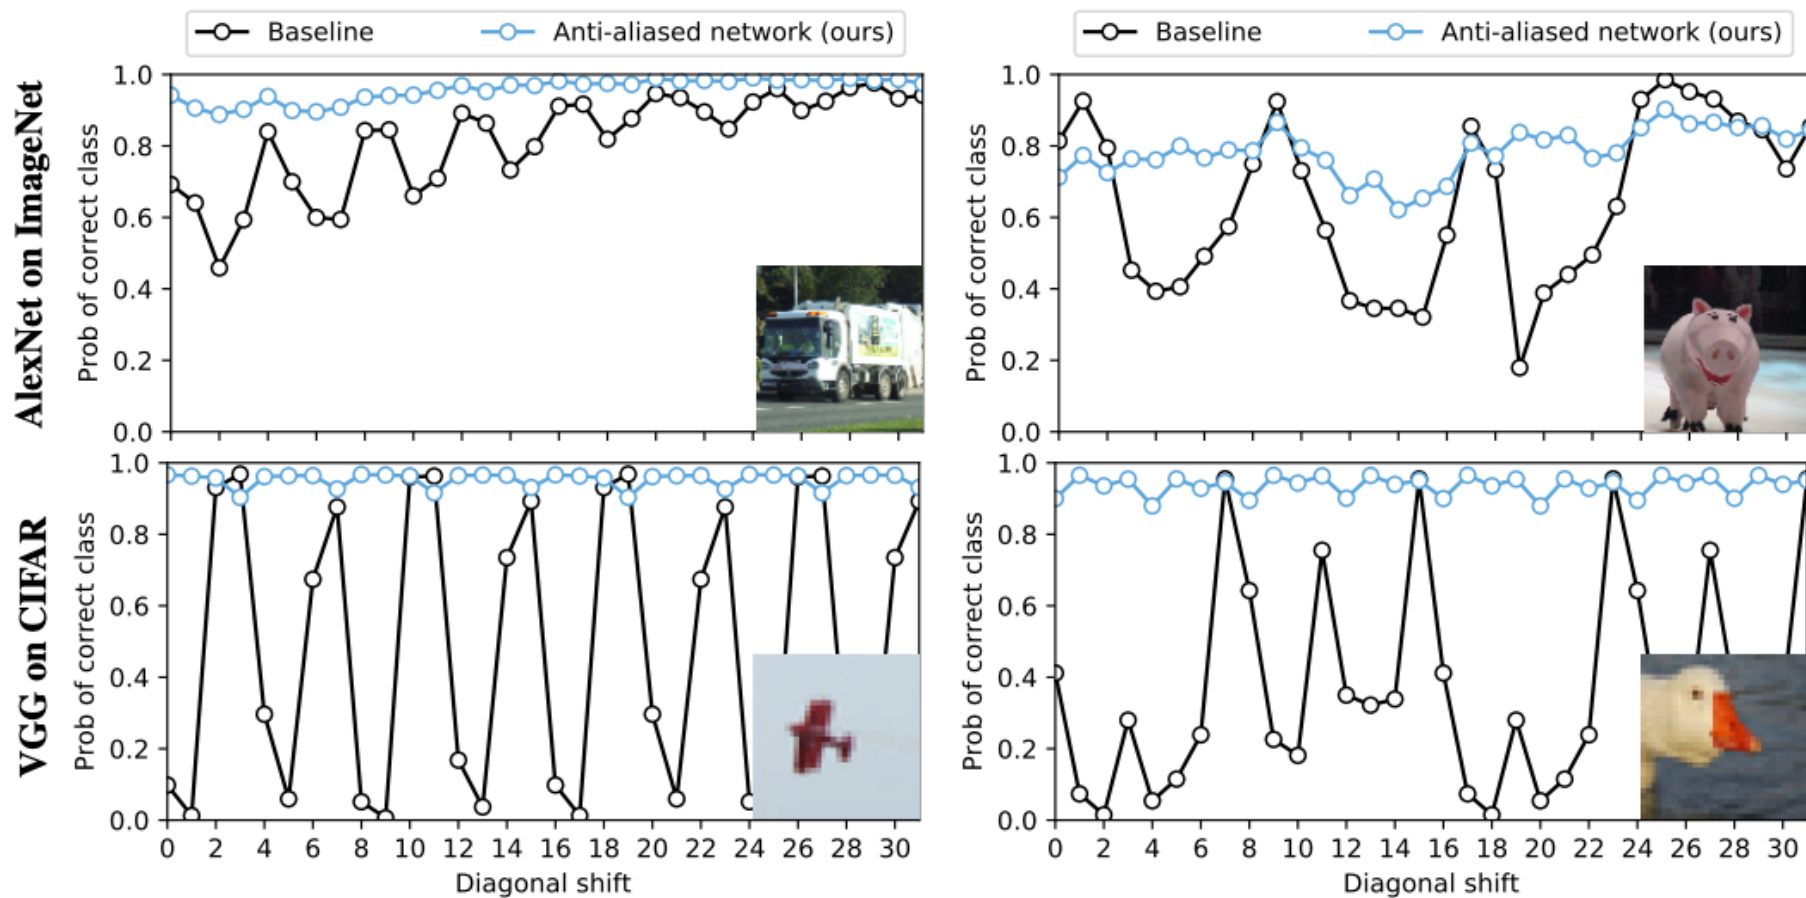 Baseline Anti-aliased network (ours)
Baseline Anti-aliased network (ours)
AlexNet on ImageNet
Prob of correct class
1.0
0.8
0.6
0.4
0.2
0.0
Prob of correct class
1.0
0.8
0.6
0.4
0.2
0.0
VGG on CIFAR
Prob of correct class
1.0
0.8
0.6
0.4
0.2
0.0
0 2 4 6 8 10 12 14 16 18 20 22 24 26 28 30
Diagonal shift
Prob of correct class
1.0
0.8
0.6
0.4
0.2
0.0
0 2 4 6 8 10 12 14 16 18 20 22 24 26 28 30
Diagonal shift